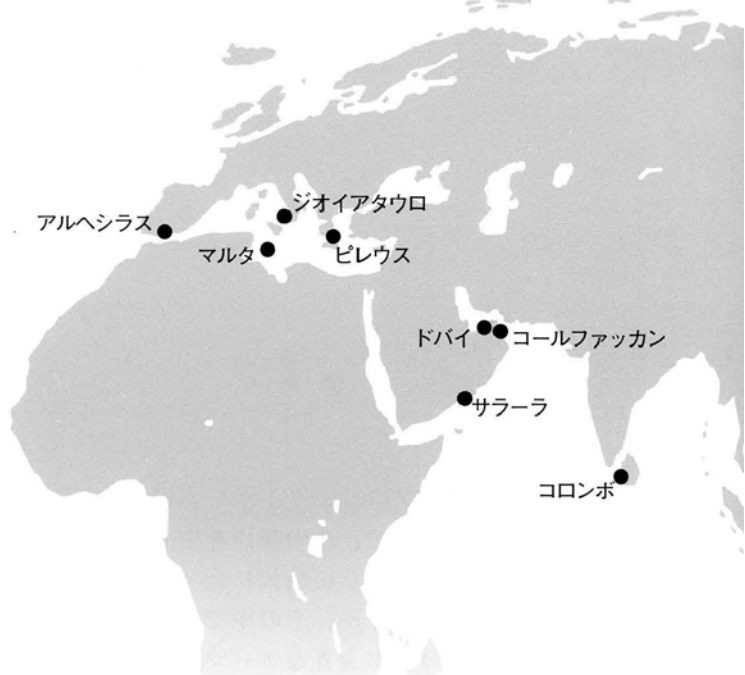 ジオイアタウロ
アルヘシラス
マルタ
ピレウス
ドバイ
コールファッカン
サラーラ
コロンボ